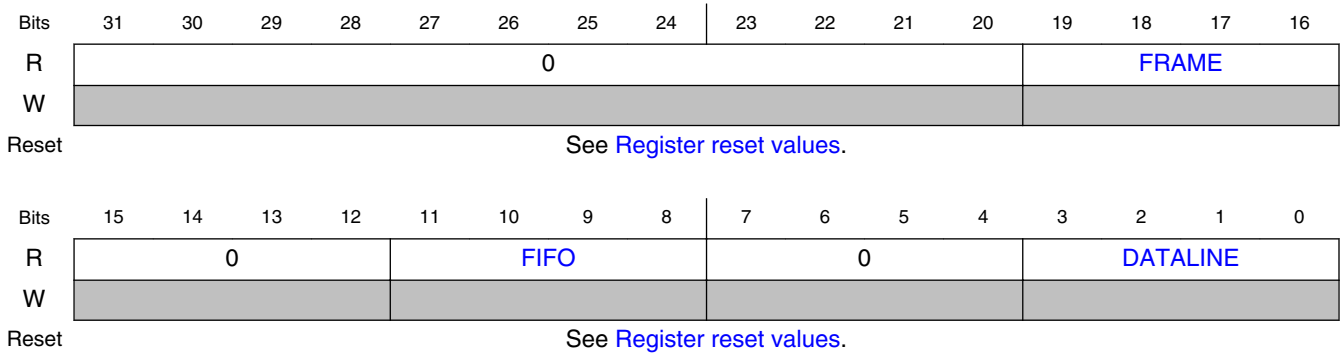 Bits 31 30 29 28 27 26 25 24 23 22 21 20 19 18 17 16
R 0 FRAME
W
Reset See Register reset values.
Bits 15 14 13 12 11 10 9 8 7 6 5 4 3 2 1 0
R 0 FIFO 0 DATALINE
W
Reset See Register reset values.